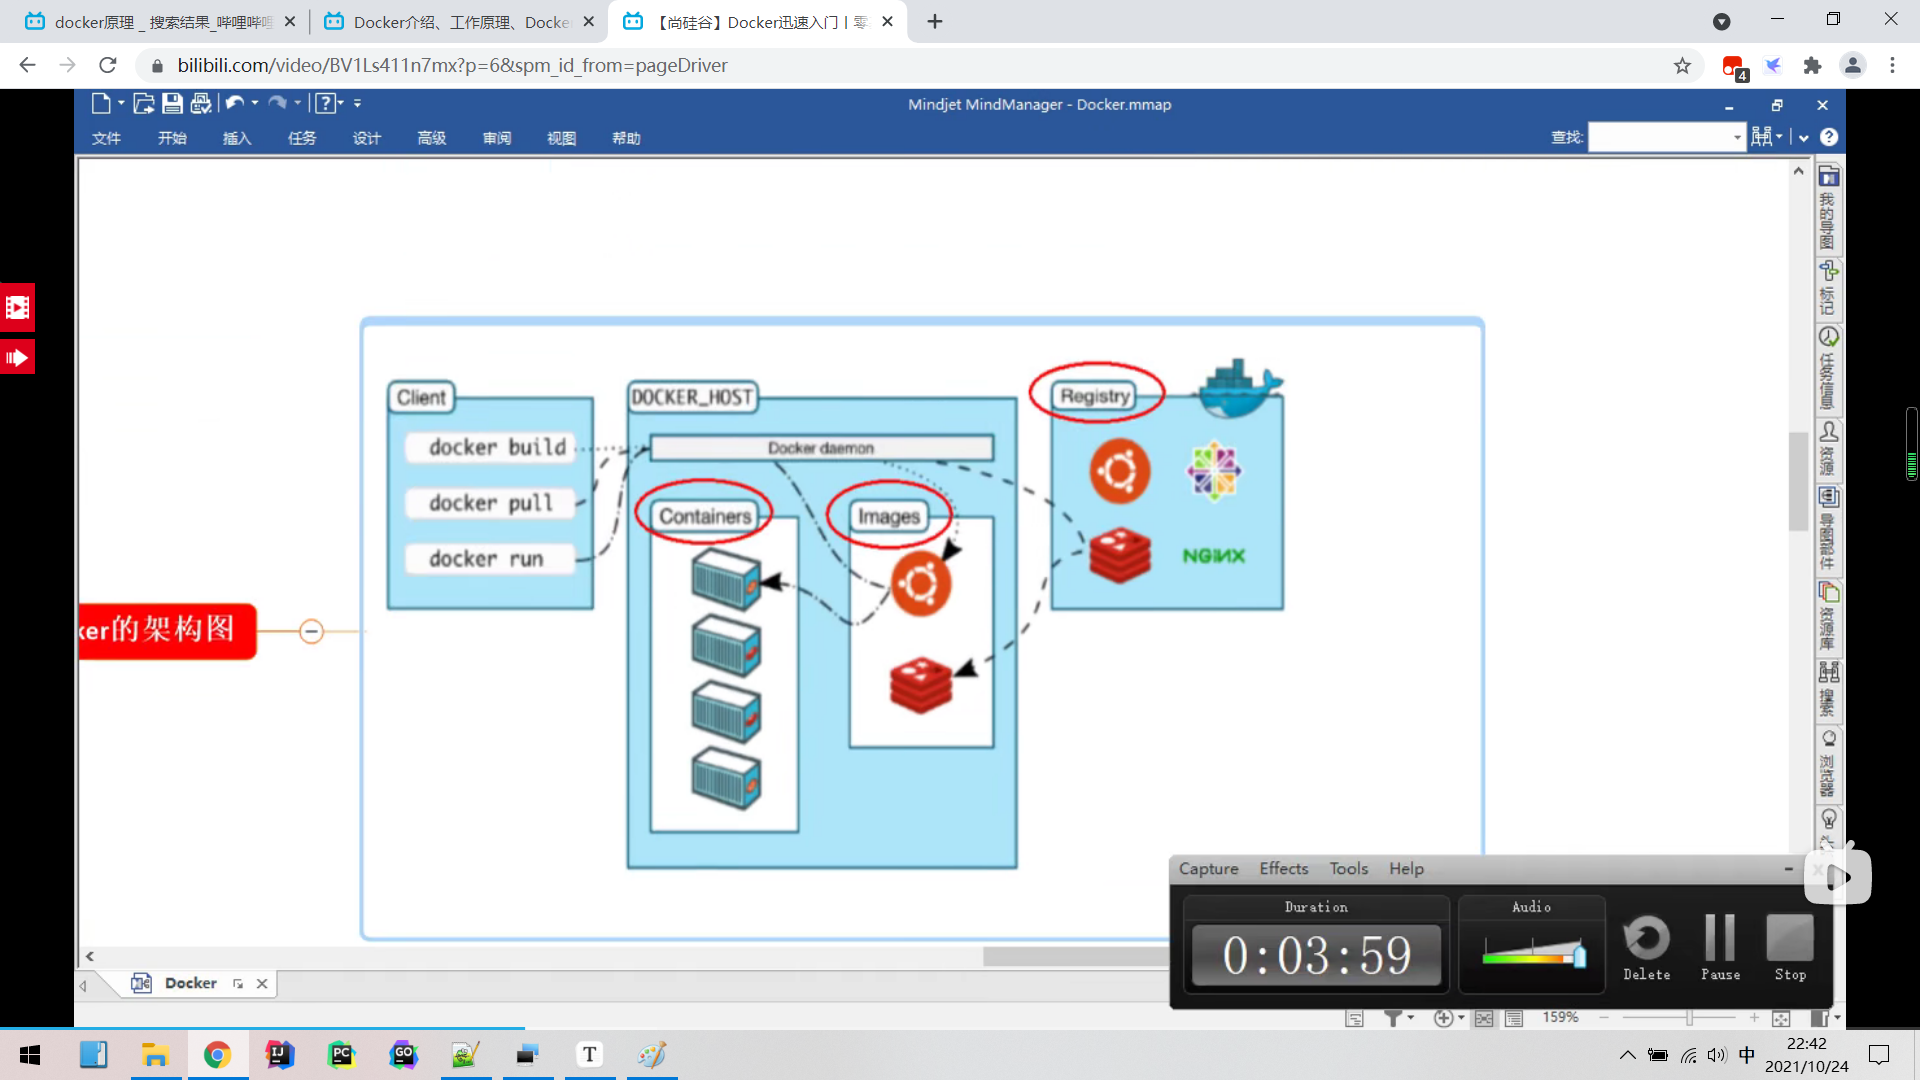 docker原理_搜索结果_哔哩哔哩
Docker介绍、工作原理、Docke
【尚硅谷】Docker迅速入门丨零
bilibili.com/video/BV1Ls411n7mx?p=6&spm_id_from=pageDriver
4
Mindjet MindManager - Docker.mmap
文件 开始 插入 任务 设计 高级 审阅 视图 帮助
查找:
我的导图
标记
任务信息
资源
导图部件
资源库
搜索
浏览器
Client
docker build
docker pull
docker run
DOCKER_HOST
Docker daemon
Containers
Images
Registry
NGINX
ker的架构图
Capture Effects Tools Help
Duration
0:03:59
Audio
Delete Pause Stop
Docker
159%
IJ
PC
GO
T
中
22:42
2021/10/24